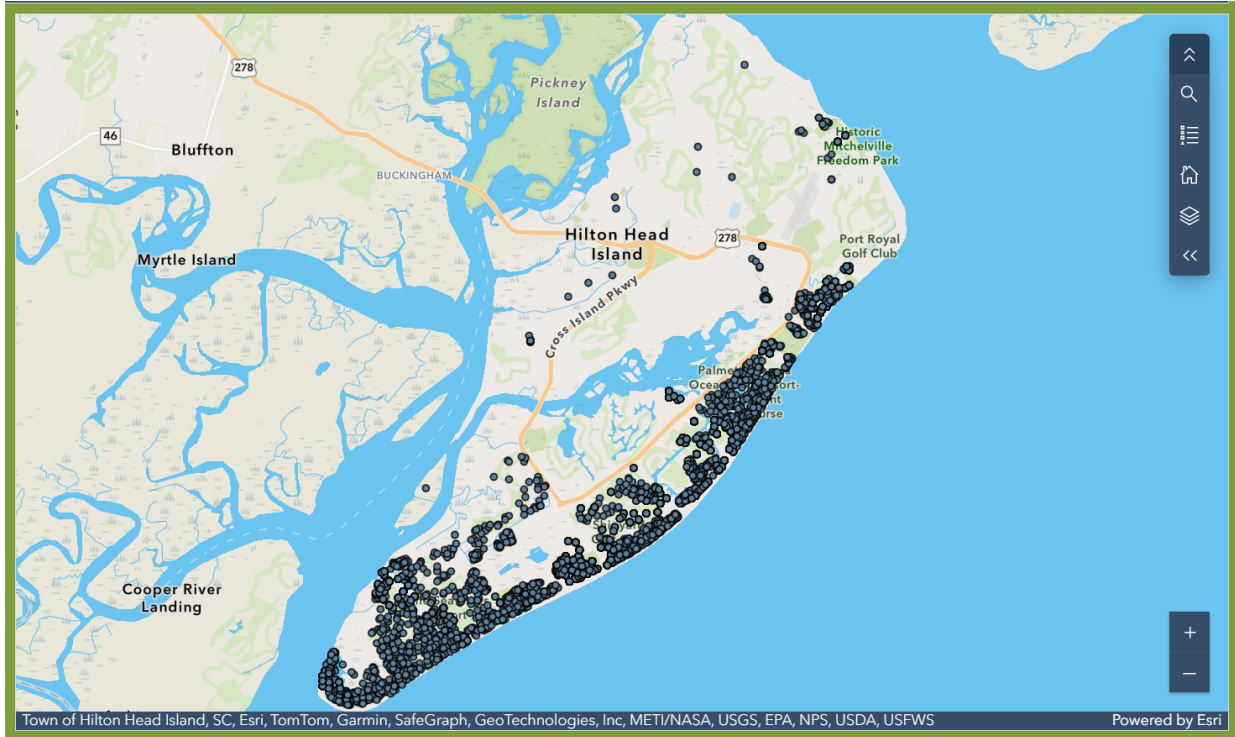 278
Pickney
Island
46
Bluffton
BUCKINGHAM
Historic
Mitchelville
Freedom Park
Hilton Head
Island
278
Port Royal
Golf Club
Myrtle Island
Cross Island Pkwy
Cooper River
Landing
Town of Hilton Head Island, SC, Esri, TomTom, Garmin, SafeGraph, GeoTechnologies, Inc, METI/NASA, USGS, EPA, NPS, USDA, USFWS
Powered by Esri